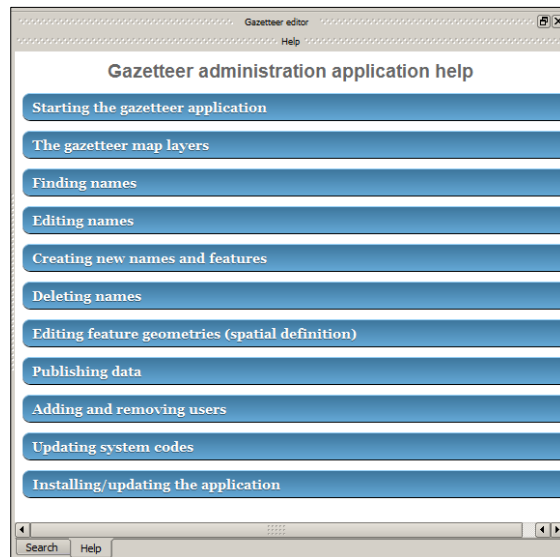 Gazetteer editor
Help
Gazetteer administration application help
Starting the gazetteer application
The gazetteer map layers
Finding names
Editing names
Creating new names and features
Deleting names
Editing feature geometries (spatial definition)
Publishing data
Adding and removing users
Updating system codes
Installing/updating the application
Search Help